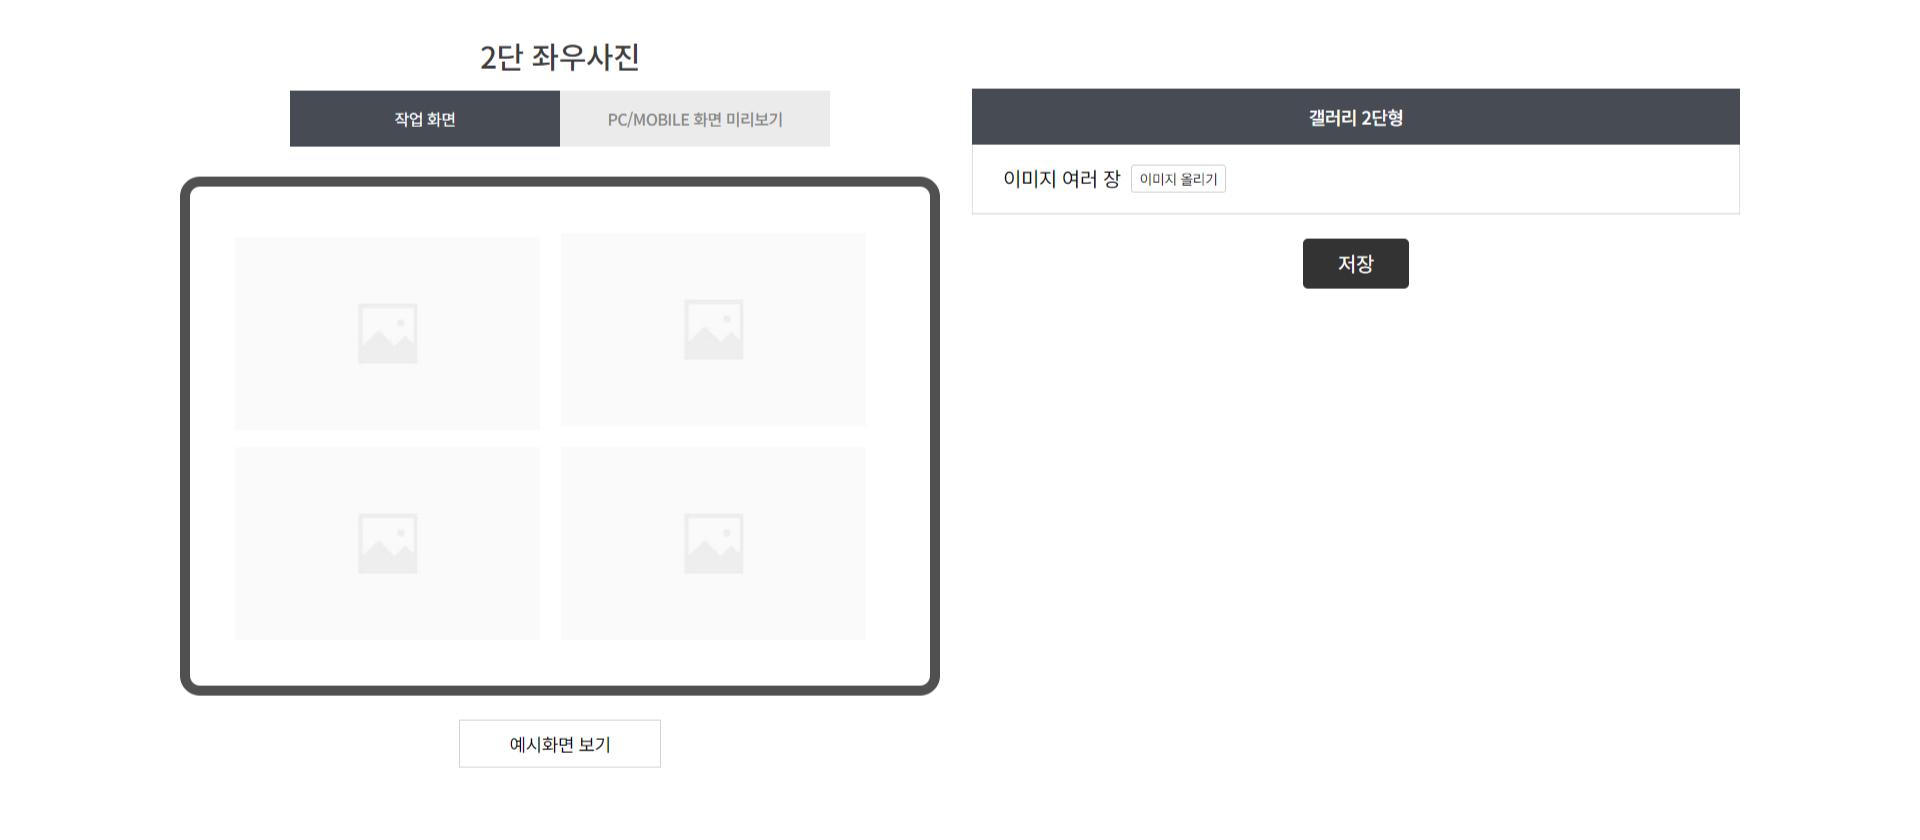 2단 좌우사진
작업 화면
PC/MOBILE 화면 미리보기
예시화면 보기
갤러리 2단형
이미지 여러 장
이미지 올리기
저장